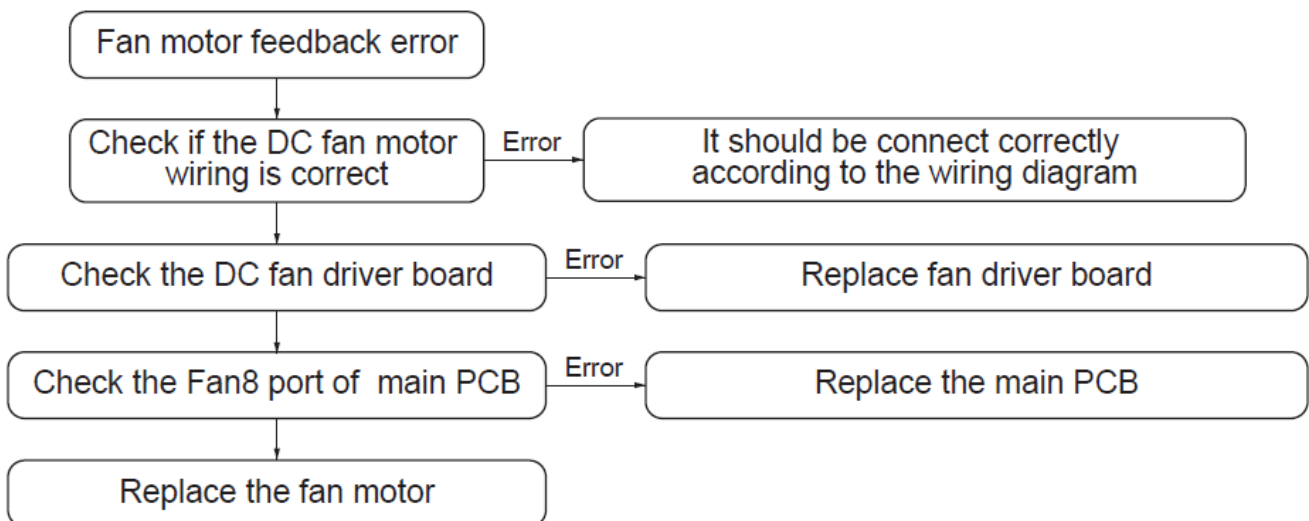 Fan motor feedback error
Check if the DC fan motor
wiring is correct
Error
It should be connect correctly
according to the wiring diagram
Check the DC fan driver board
Error
Replace fan driver board
Check the Fan8 port of main PCB
Error
Replace the main PCB
Replace the fan motor